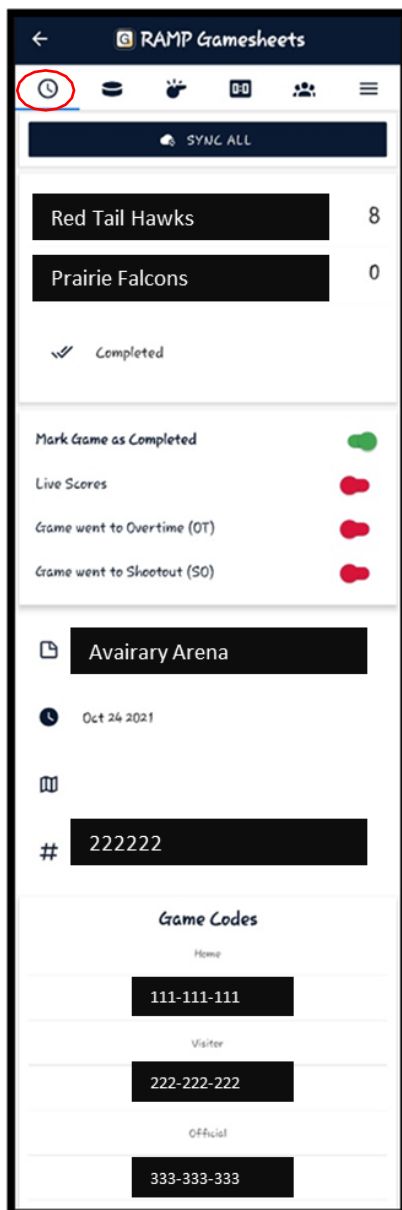 RAMP Gamesheets
0:0
SYNC ALL
Red Tail Hawks 8
Prairie Falcons 0
Completed
Mark Game as Completed
Live Scores
Game went to Overtime (OT)
Game went to Shootout (SO)
Avairary Arena
Oct 24 2021
# 222222
Game Codes
Home
111-111-111
Visitor
222-222-222
Official
333-333-333